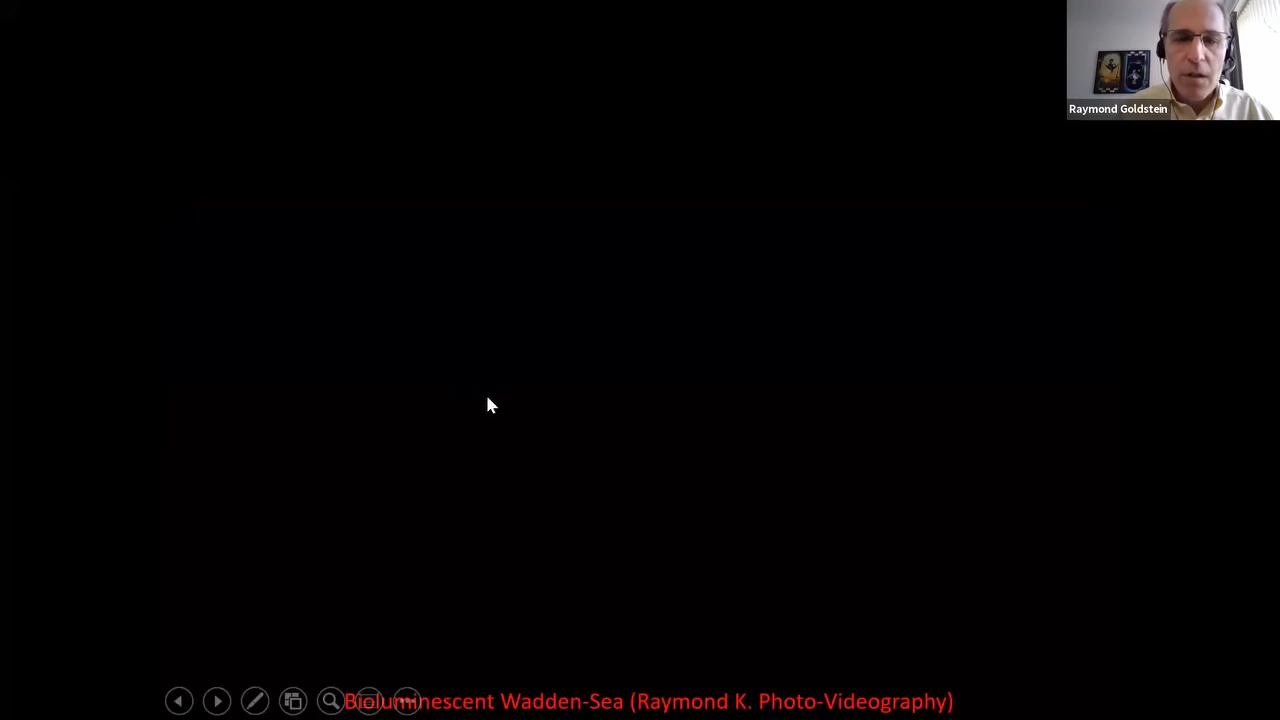 Raymond Goldstein
Bioluminescent Wadden-Sea (Raymond K. Photo-Videography)